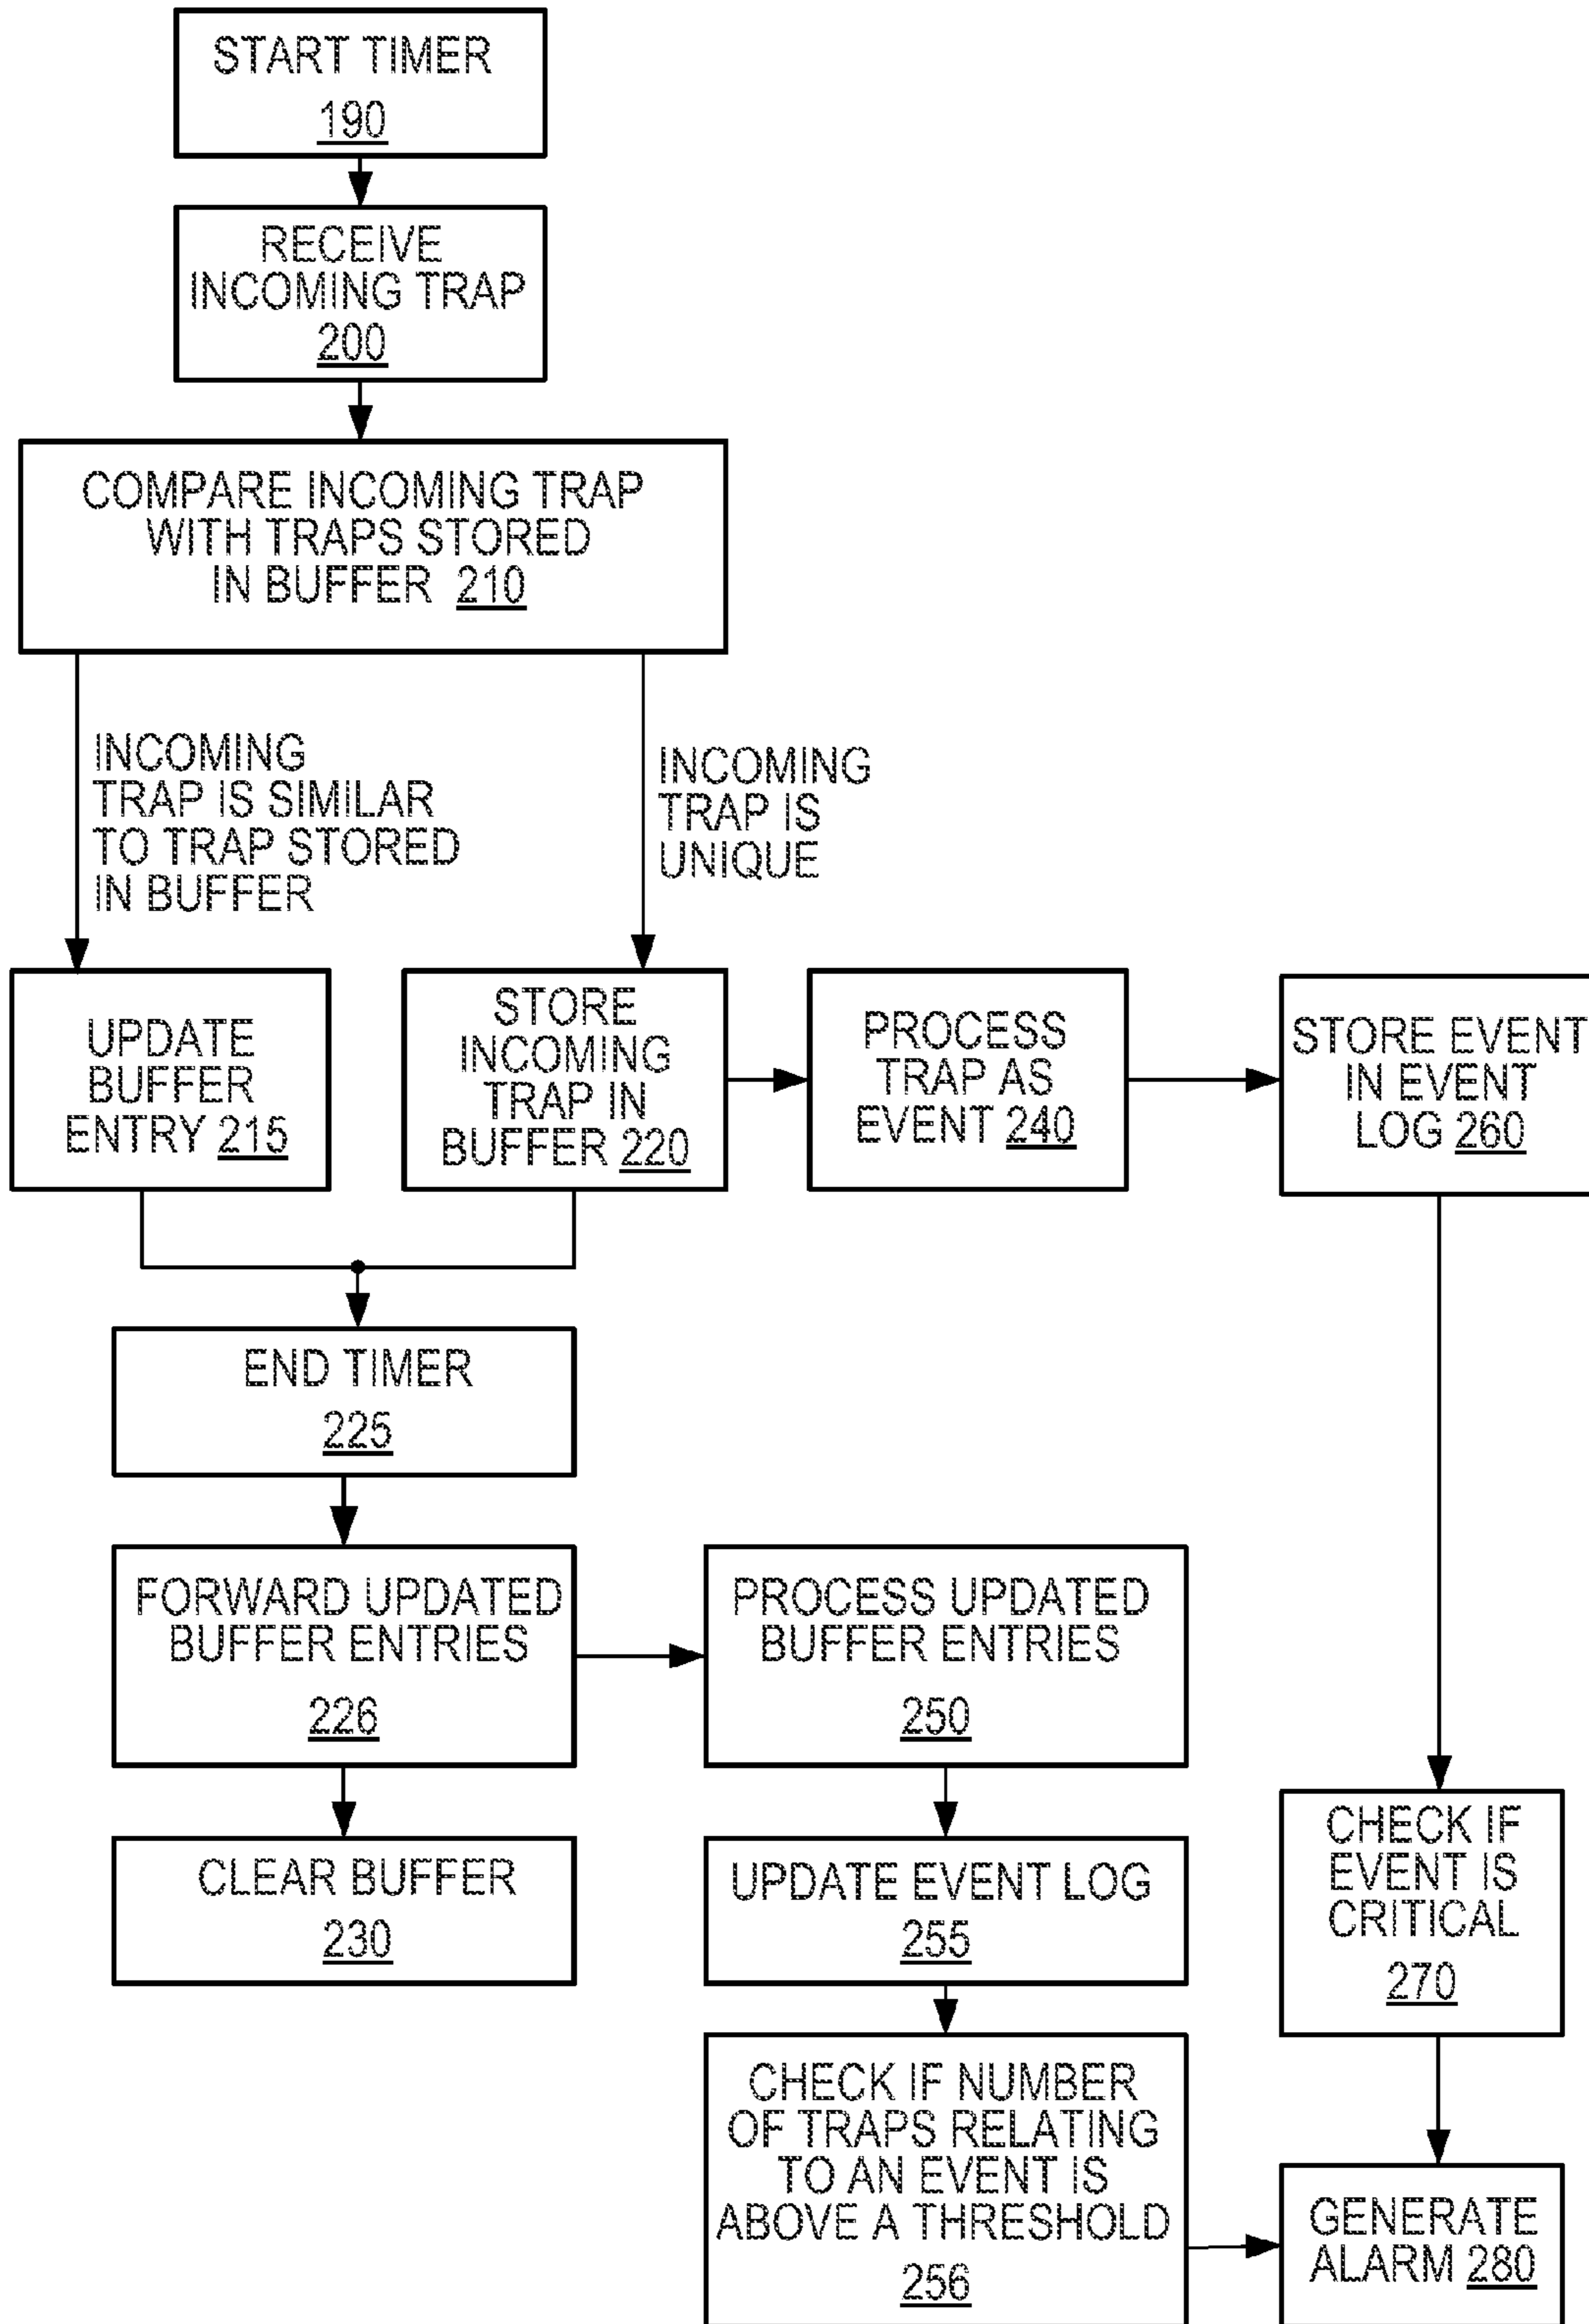 START TIMER
190
RECEIVE
INCOMING TRAP
200
COMPARE INCOMING TRAP
WITH TRAPS STORED
IN BUFFER 210
INCOMING
TRAP IS SIMILAR
TO TRAP STORED
IN BUFFER
INCOMING
TRAP IS
UNIQUE
UPDATE
BUFFER
ENTRY 215
STORE
INCOMING
TRAP IN
BUFFER 220
PROCESS
TRAP AS
EVENT 240
STORE EVENT
IN EVENT
LOG 260
END TIMER
225
FORWARD UPDATED
BUFFER ENTRIES
226
PROCESS UPDATED
BUFFER ENTRIES
250
CLEAR BUFFER
230
UPDATE EVENT LOG
255
CHECK IF
EVENT IS
CRITICAL
270
CHECK IF NUMBER
OF TRAPS RELATING
TO AN EVENT IS
ABOVE A THRESHOLD
256
GENERATE
ALARM 280